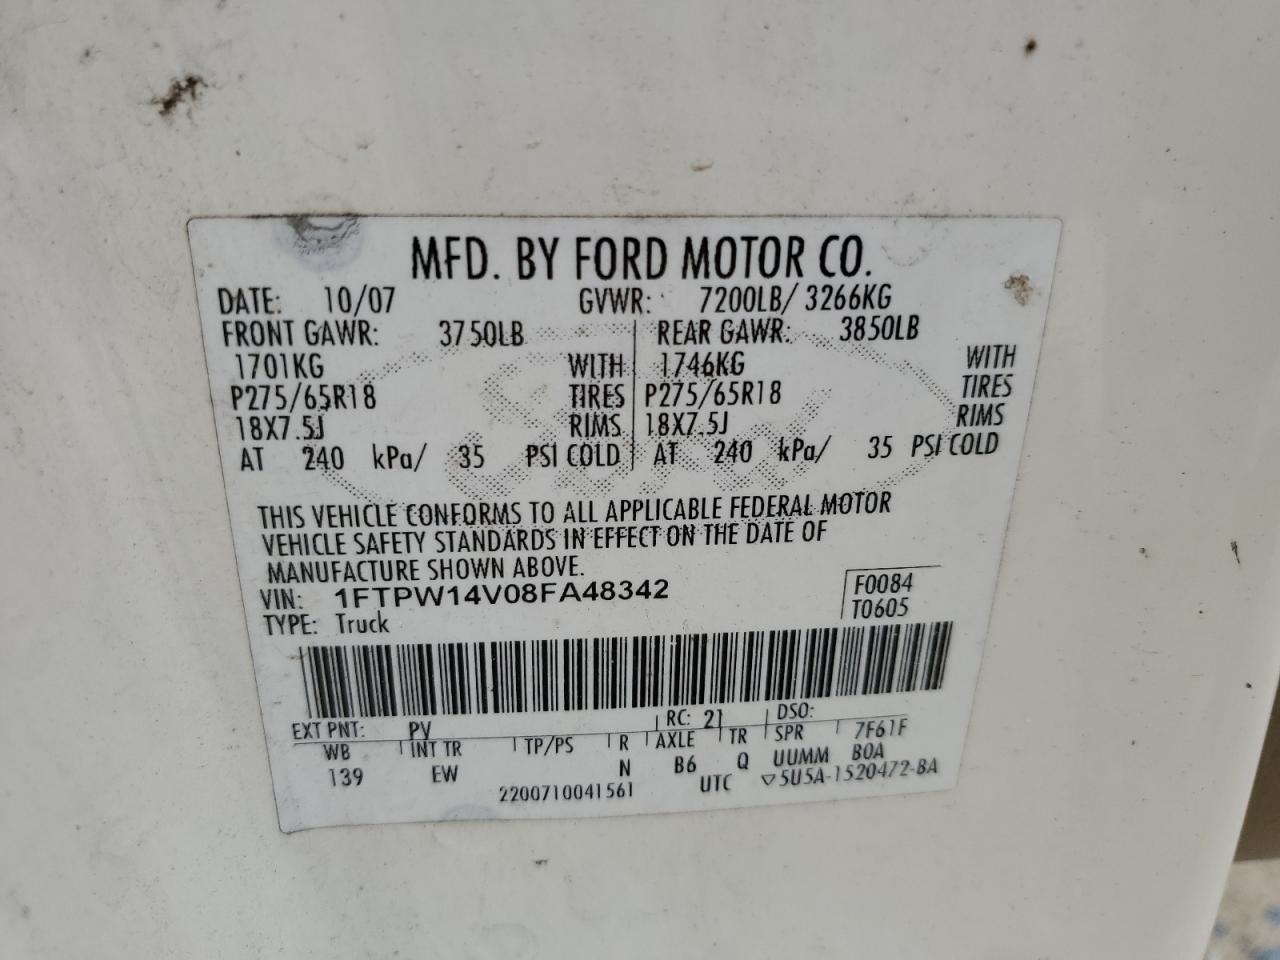 MFD. BY FORD MOTOR CO.
DATE: 10/07 GVWR: 7200LB/ 3266KG
FRONT GAWR: 3750LB REAR GAWR: 3850LB
1701KG WITH 1746KG WITH
P275/65R18 TIRES P275/65R18 TIRES
18X7.5J RIMS 18X7.5J RIMS
AT 240 kPa/ 35 PSI COLD AT 240 kPa/ 35 PSI COLD
THIS VEHICLE CONFORMS TO ALL APPLICABLE FEDERAL MOTOR
VEHICLE SAFETY STANDARDS IN EFFECT ON THE DATE OF
MANUFACTURE SHOWN ABOVE.
VIN: 1FTPW14V08FA48342 F0084
TYPE: Truck T0605
EXT PNT: PV RC: 21 DSO: 7F61F
WB INT TR TP/PS R AXLE TR SPR B0A
139 EW N B6 Q UUMM
2200710041561 UTC ▽5U5A-1520472-BA